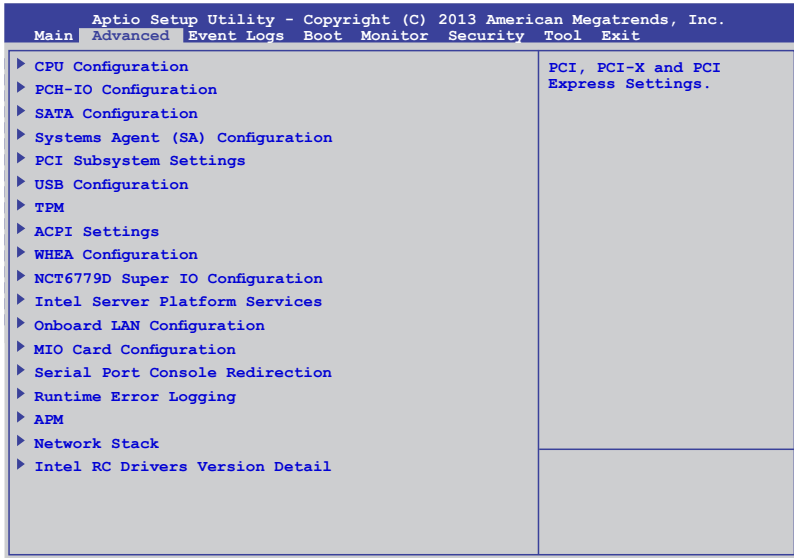 Aptio Setup Utility - Copyright (C) 2013 American Megatrends, Inc.
Main Advanced Event Logs Boot Monitor Security Tool Exit
CPU Configuration
PCH-IO Configuration
SATA Configuration
Systems Agent (SA) Configuration
PCI Subsystem Settings
USB Configuration
TPM
ACPI Settings
WHEA Configuration
NCT6779D Super IO Configuration
Intel Server Platform Services
Onboard LAN Configuration
MIO Card Configuration
Serial Port Console Redirection
Runtime Error Logging
APM
Network Stack
Intel RC Drivers Version Detail
PCI, PCI-X and PCI
Express Settings.